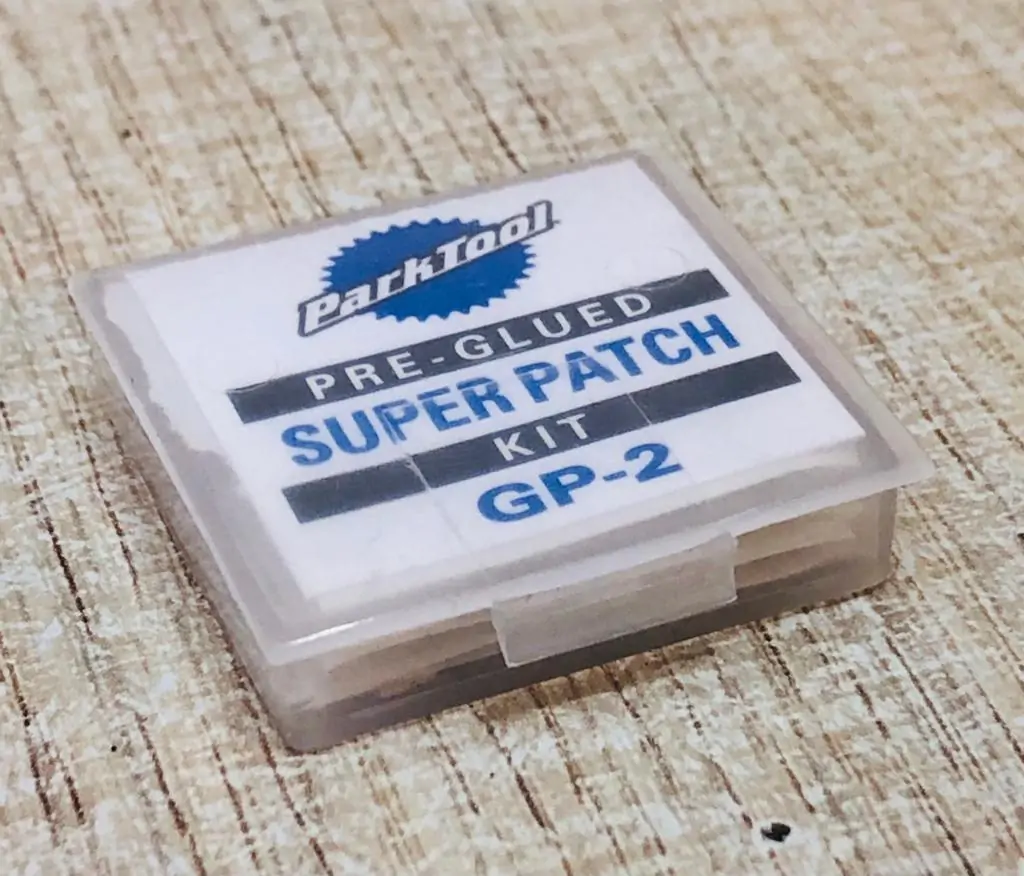 ParkTool
PRE-GLUED
SUPER PATCH
KIT
GP-2